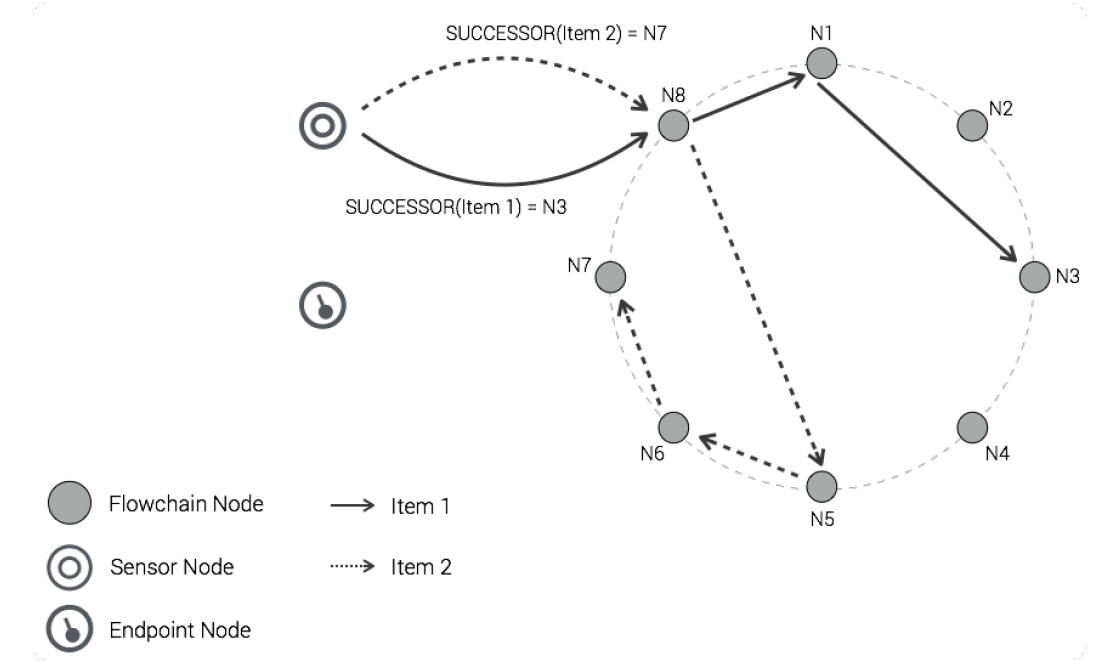 SUCCESSOR(Item 2) = N7
N1
N8
N2
SUCCESSOR(Item 1) = N3
N7
N3
N6
N4
N5
Flowchain Node
Item 1
Sensor Node
Item 2
Endpoint Node